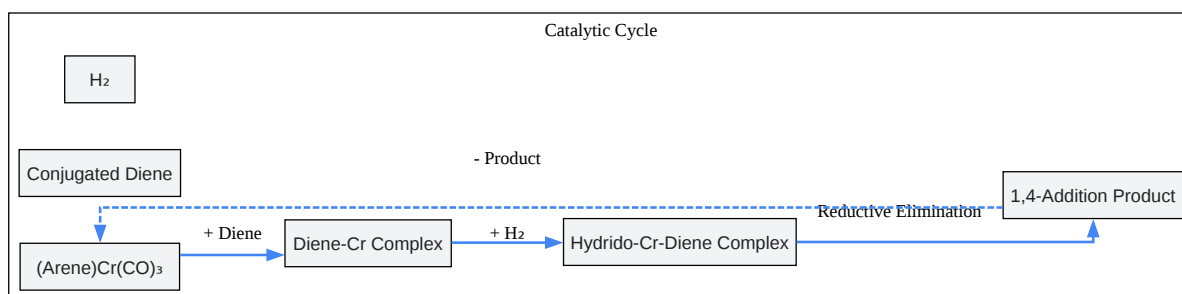 Catalytic Cycle
H₂
Conjugated Diene
- Product
1,4-Addition Product
Reductive Elimination
+ Diene
+ H₂
(Arene)Cr(CO)₃
Diene-Cr Complex
Hydrido-Cr-Diene Complex